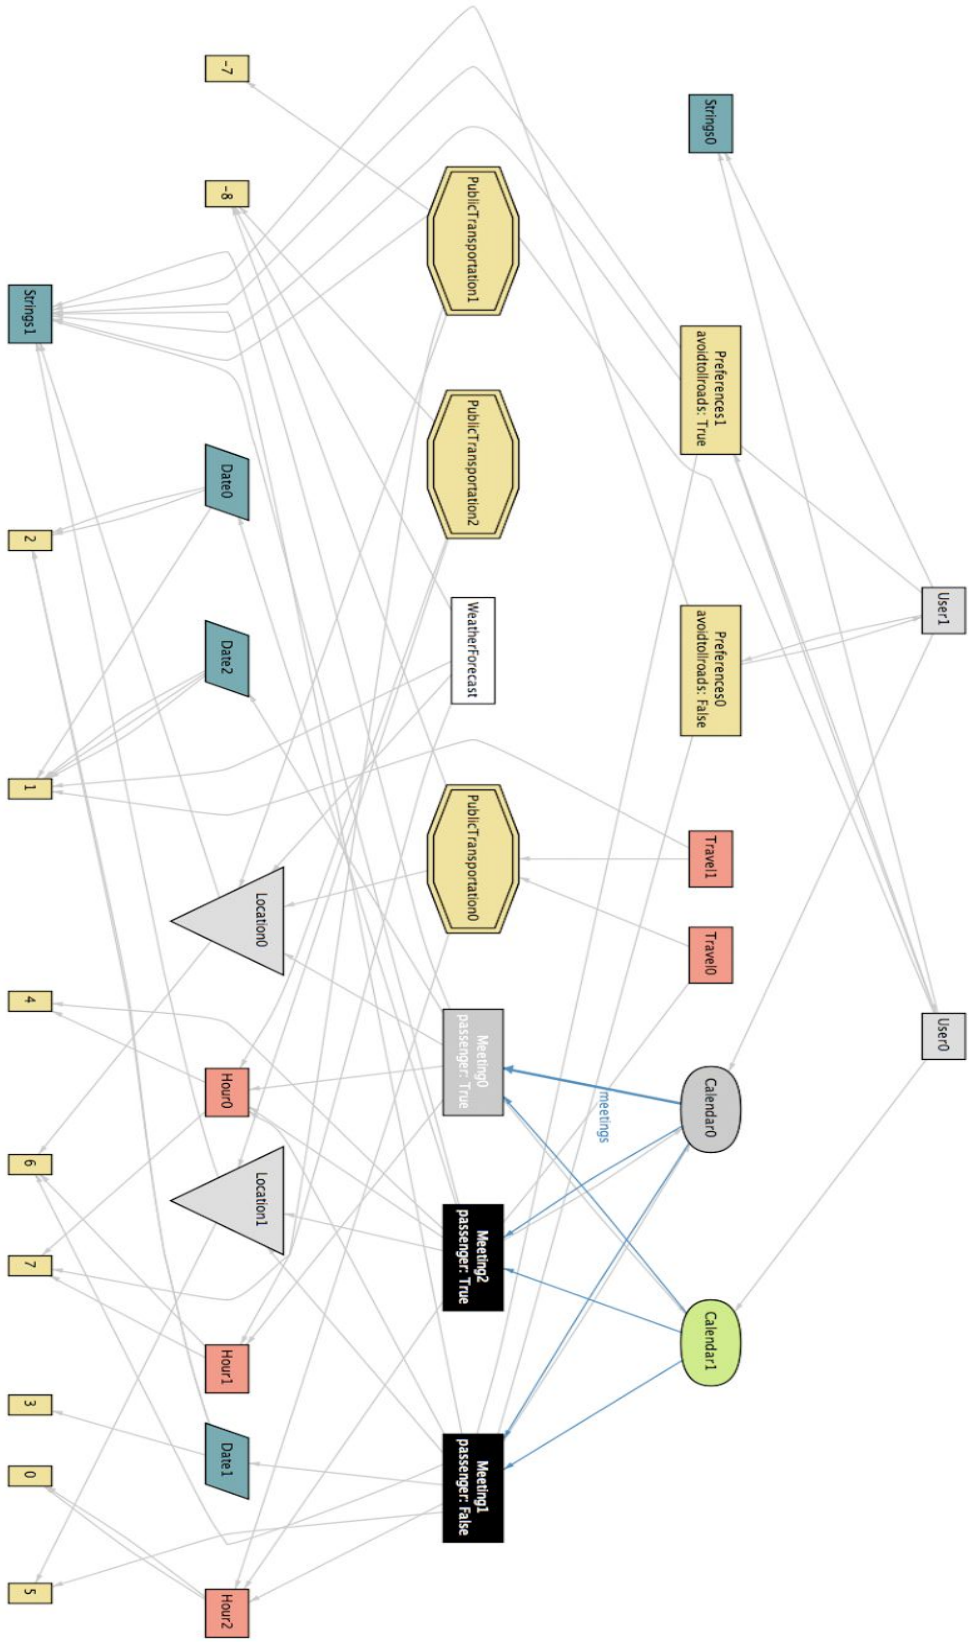 User1
User0
Strings0
Preferences1
avoidtollroads: True
Preferences0
avoidtollroads: False
Travel1
Travel0
Calendar0
Calendar1
meetings
PublicTransportation1
PublicTransportation2
WeatherForecast
PublicTransportation0
Meeting0
passenger: True
Meeting2
passenger: True
Meeting1
passenger: False
-7
-8
Date0
Date2
Location0
Hour0
Location1
Hour1
Date1
Hour2
Strings1
2
1
4
6
7
3
0
5